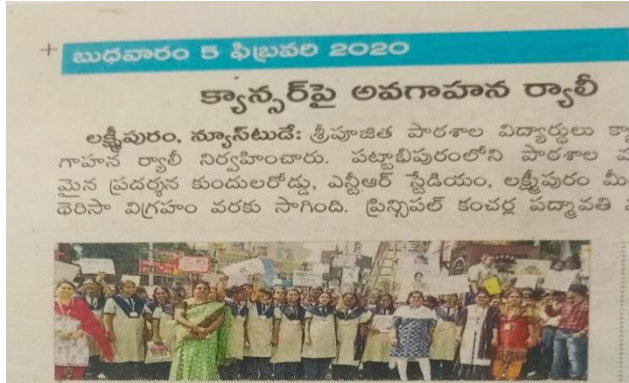 బుధవారం 5 ఫిబ్రవరి 2020
క్యాన్సర్‌పై అవగాహన ర్యాలీ
లక్ష్మీపురం, న్యూస్‌టుడే: శ్రీపూజిత పాఠశాల విద్యార్థులు
గాహన ర్యాలీ నిర్వహించారు. పట్టాభిపురంలోని పాఠశాల
మైన ప్రదర్శన కుందులరోడ్డు, ఎన్టీఆర్ స్టేడియం, లక్ష్మీపురం
థెరిసా విగ్రహం వరకు సాగింది. ప్రిన్సిపల్ కంచర్ల పద్మావతి